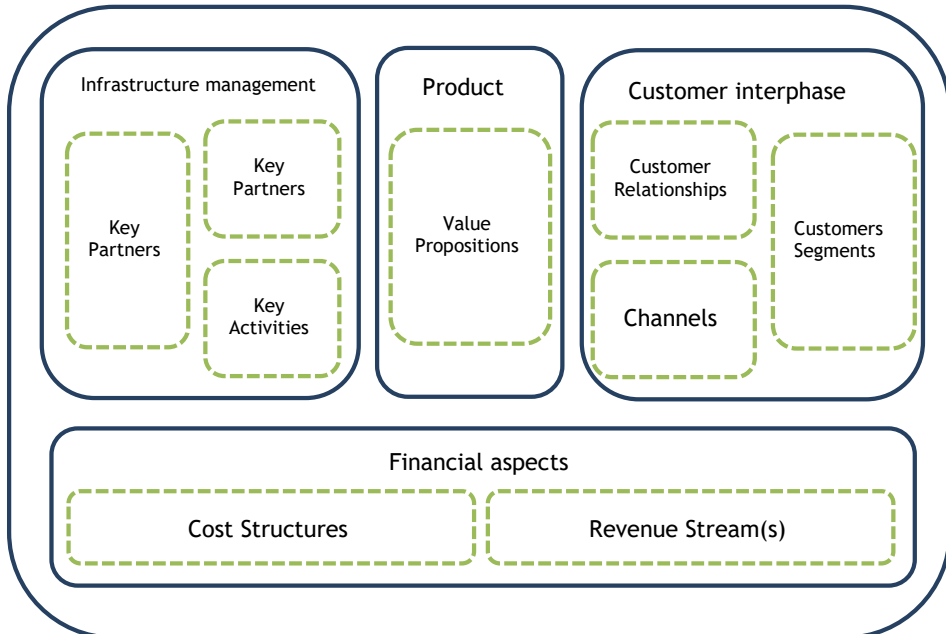 Infrastructure management
Key
Partners
Key
Partners
Key
Activities
Product
Value
Propositions
Customer interphase
Customer
Relationships
Channels
Customers
Segments
Financial aspects
Cost Structures
Revenue Stream(s)